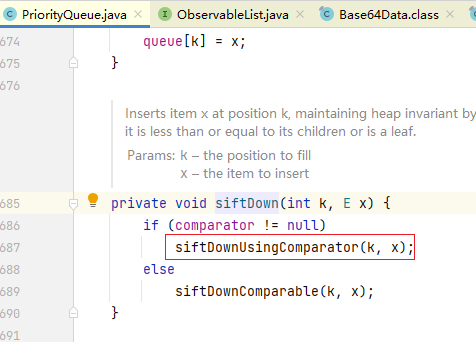 PriorityQueue.java × ObservableList.java × Base64Data.class ×
674 queue[k] = x;
675 }
676
Inserts item x at position k, maintaining heap invariant by
it is less than or equal to its children or is a leaf.
Params: k – the position to fill
x – the item to insert
685 private void siftDown(int k, E x) {
686 if (comparator != null)
687 siftDownUsingComparator(k, x);
688 else
689 siftDownComparable(k, x);
690 }
691